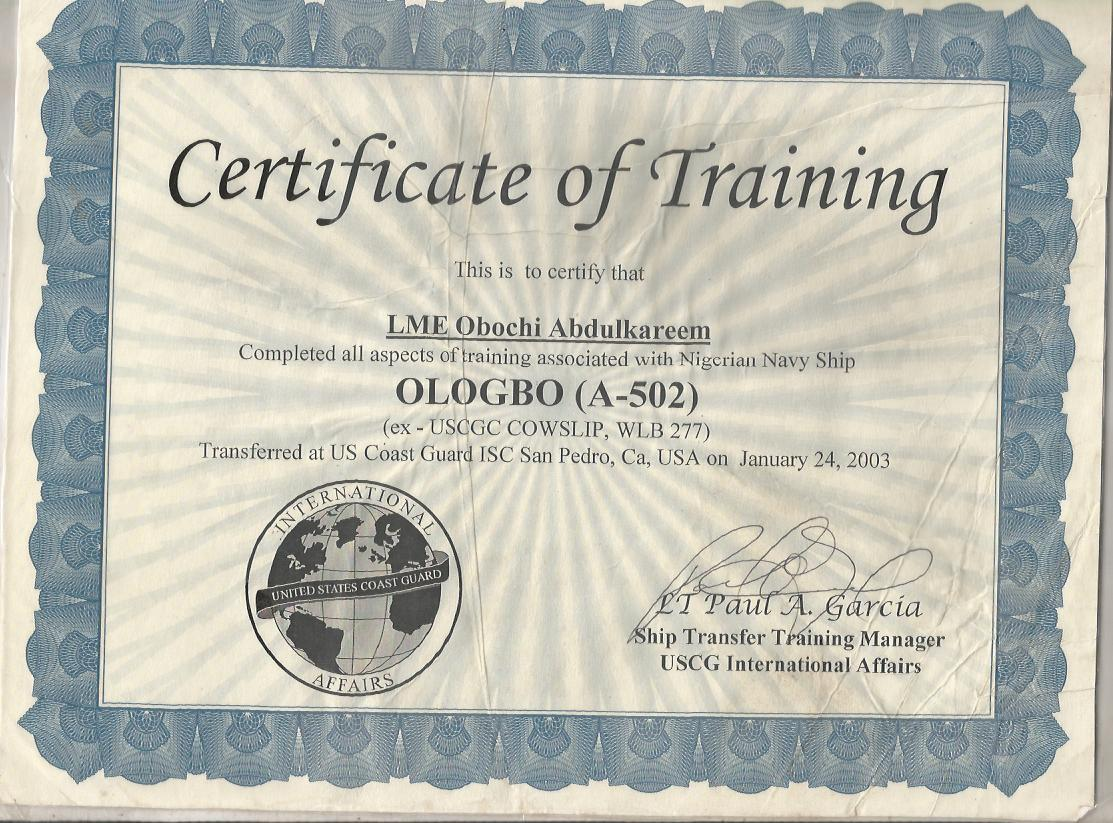 Certificate of Training
This is to certify that
LME Obochi Abdulkareem
Completed all aspects of training associated with Nigerian Navy Ship
OLOGBO (A-502)
(ex - USCGC COWSLIP, WLB 277)
Transferred at US Coast Guard ISC San Pedro, Ca, USA on January 24, 2003
INTERNATIONAL
UNITED STATES COAST GUARD
AFFAIRS
LT Paul A. Garcia
Ship Transfer Training Manager
USCG International Affairs